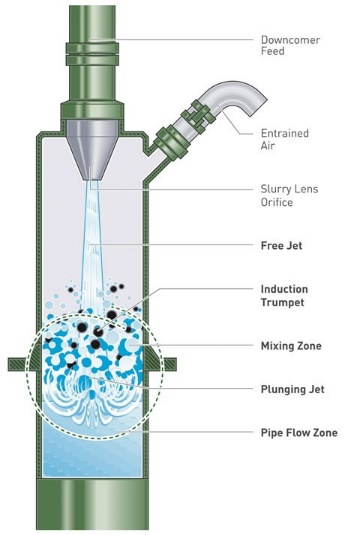 Downcomer
Feed
Entrained
Air
Slurry Lens
Orifice
Free Jet
Induction
Trumpet
Mixing Zone
Plunging Jet
Pipe Flow Zone